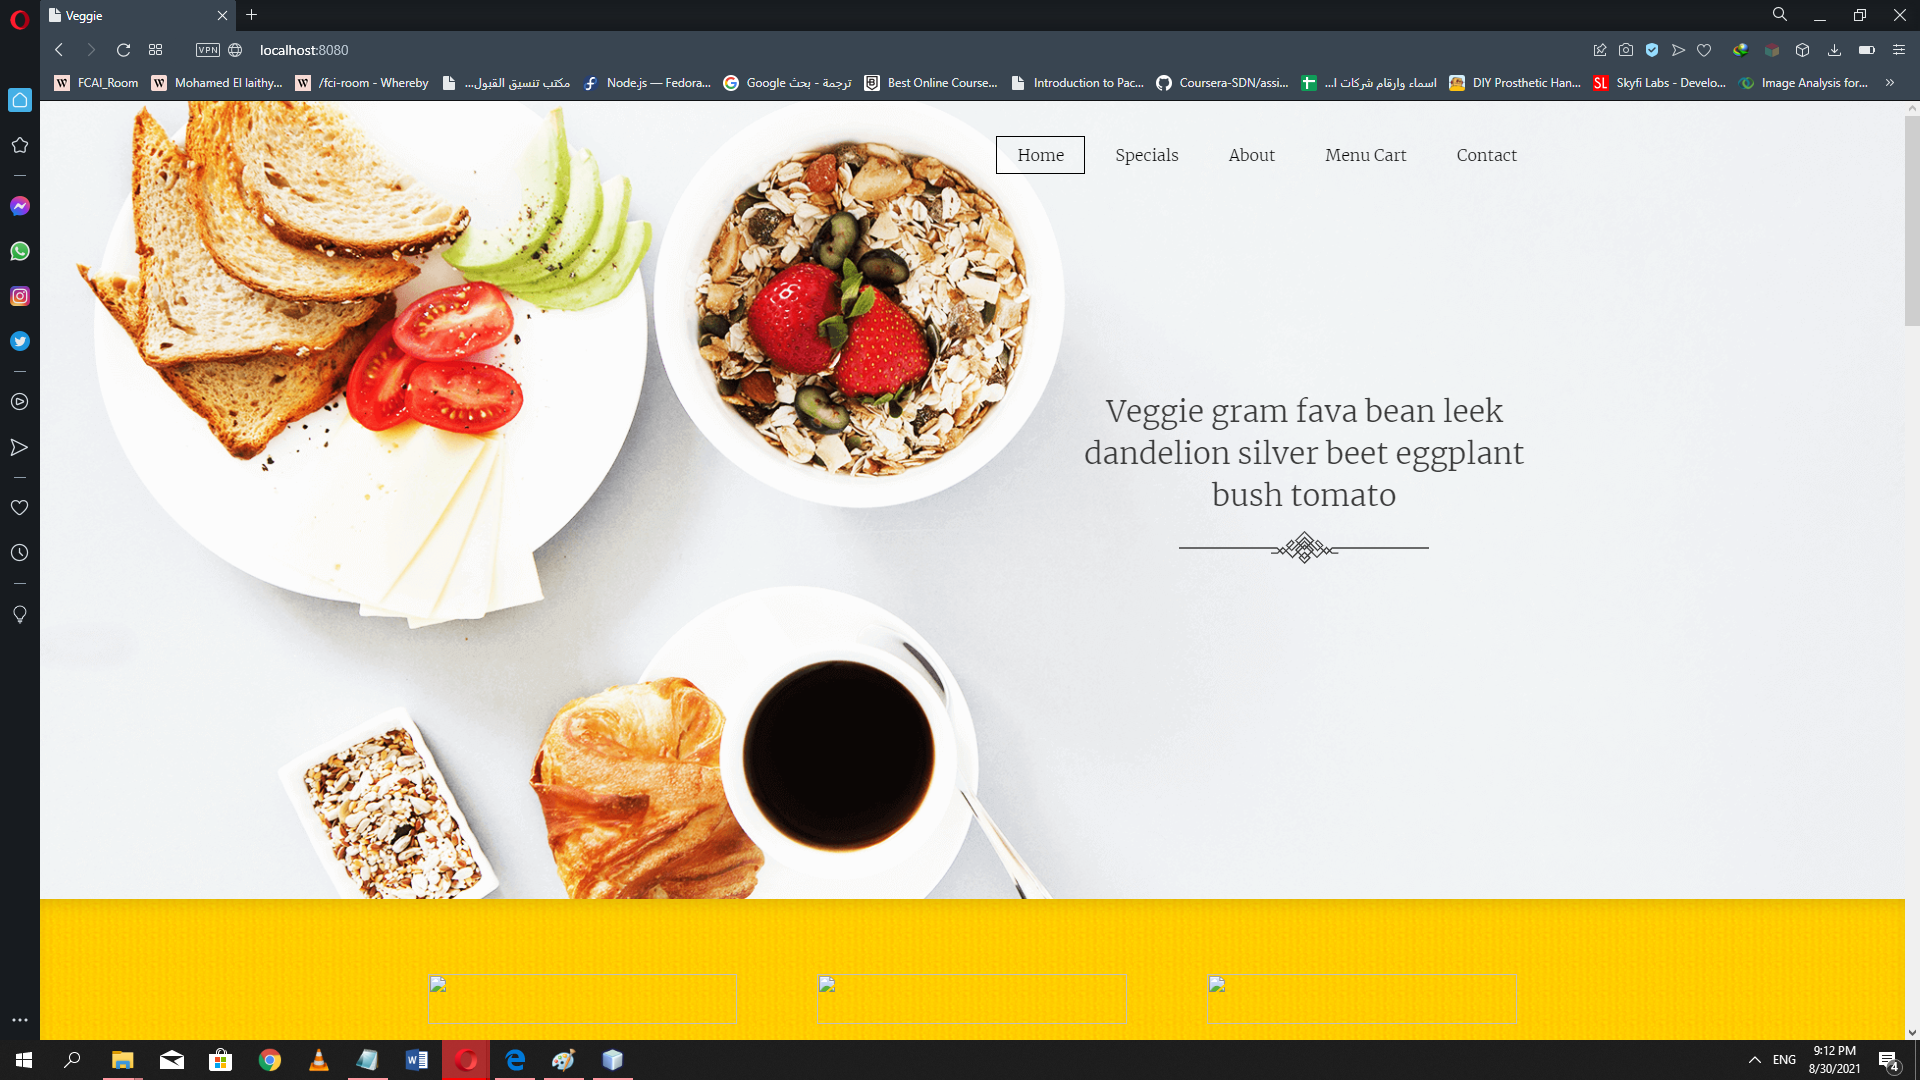 Veggie
VPN
localhost:8080
FCAI_Room
Mohamed El laithy...
/fci-room - Whereby
مكتب تنسيق القبول...
Node.js — Fedora...
ترجمة - بحث Google
Best Online Course...
Introduction to Pac...
Coursera-SDN/assi...
اسماء وارقام شركات ا...
DIY Prosthetic Han...
SL
Skyfi Labs - Develo...
Image Analysis for...
Home
Specials
About
Menu Cart
Contact
Veggie gram fava bean leek
dandelion silver beet eggplant
bush tomato
ENG
9:12 PM
8/30/2021
4